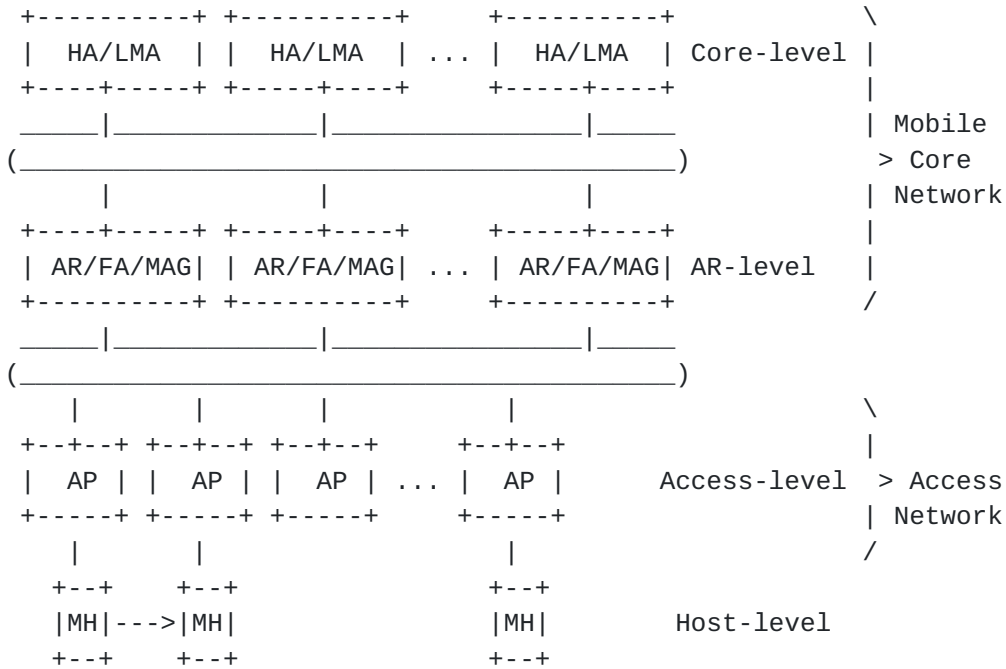 HA/LMA HA/LMA ... HA/LMA Core-level
Mobile
> Core
Network
AR/FA/MAG AR/FA/MAG ... AR/FA/MAG AR-level
AP AP AP ... AP Access-level > Access
Network
MH--->MH MH Host-level